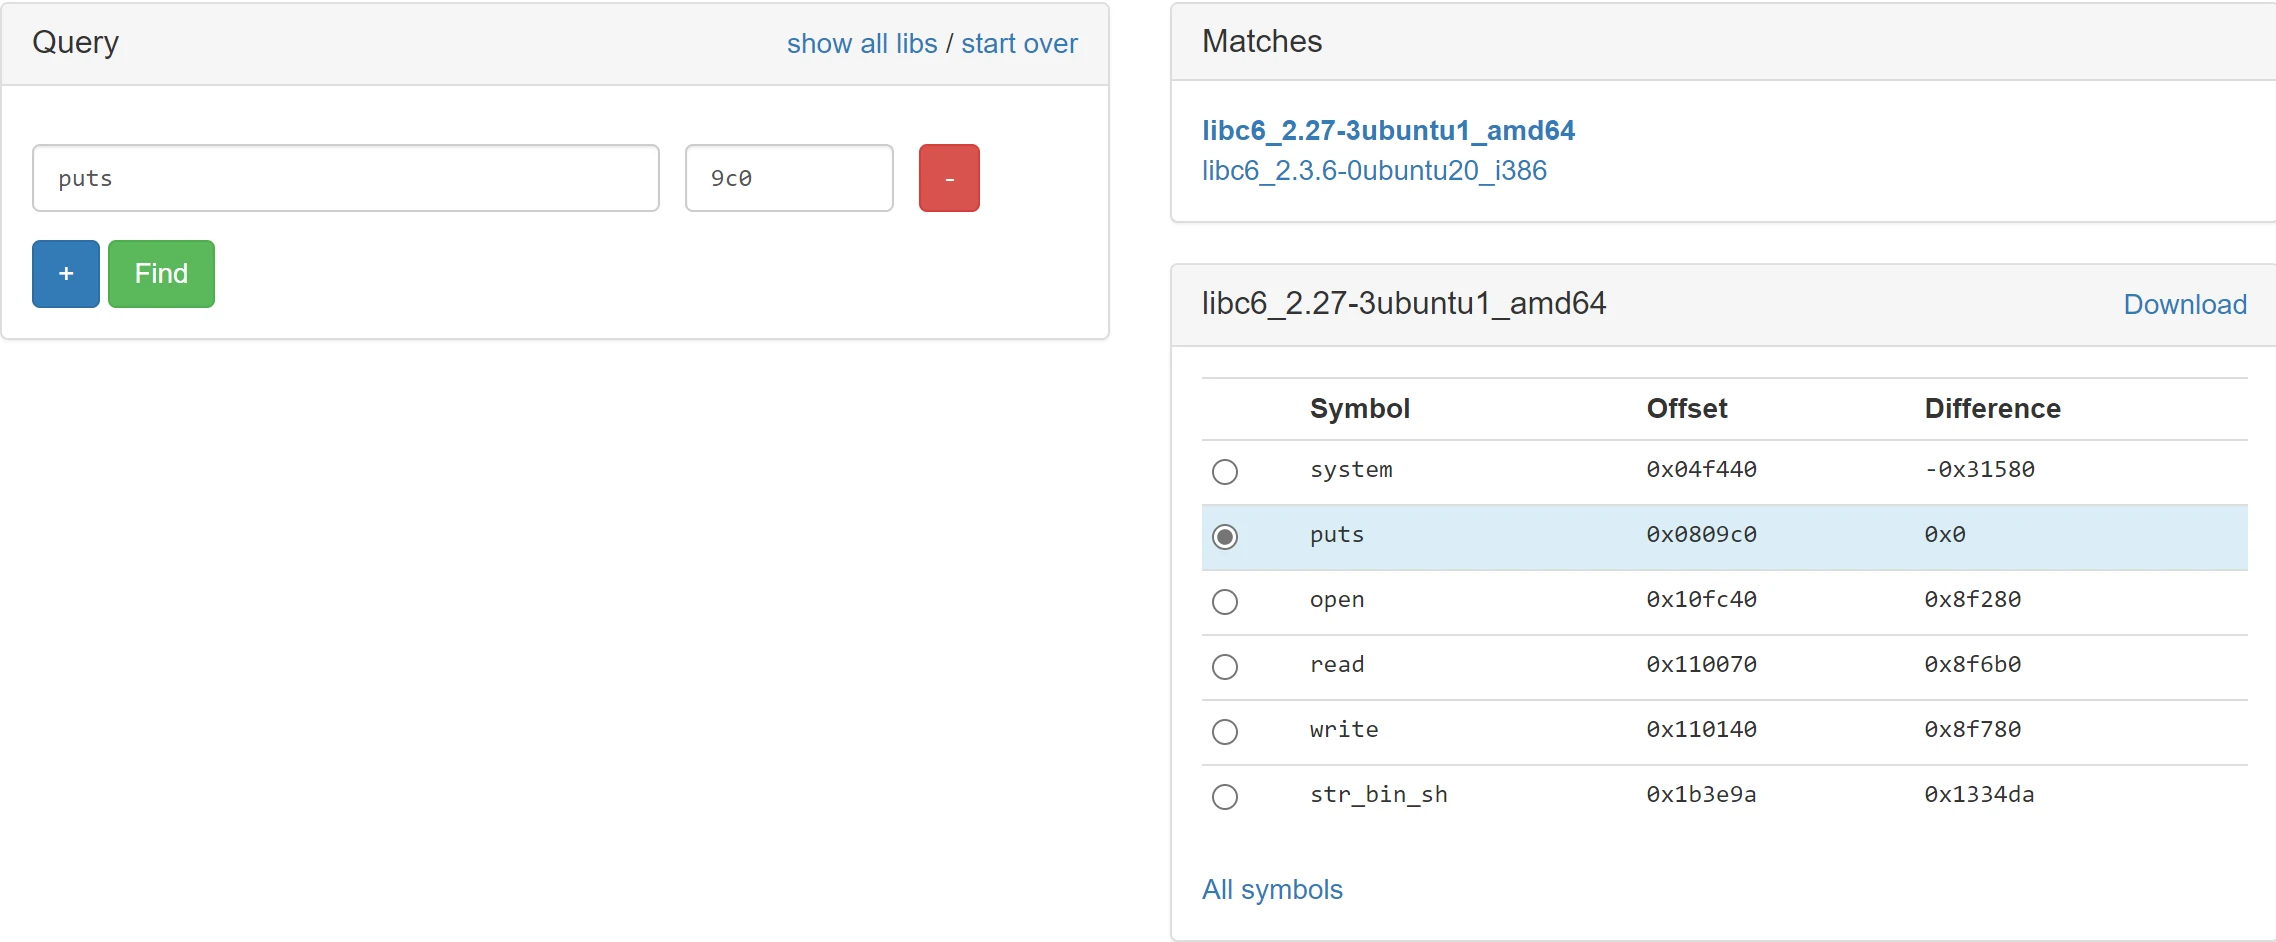 Query show all libs / start over
puts 9c0 -
+ Find
Matches
libc6_2.27-3ubuntu1_amd64
libc6_2.3.6-0ubuntu20_i386
libc6_2.27-3ubuntu1_amd64 Download
Symbol Offset Difference
system 0x04f440 -0x31580
puts 0x0809c0 0x0
open 0x10fc40 0x8f280
read 0x110070 0x8f6b0
write 0x110140 0x8f780
str_bin_sh 0x1b3e9a 0x1334da
All symbols